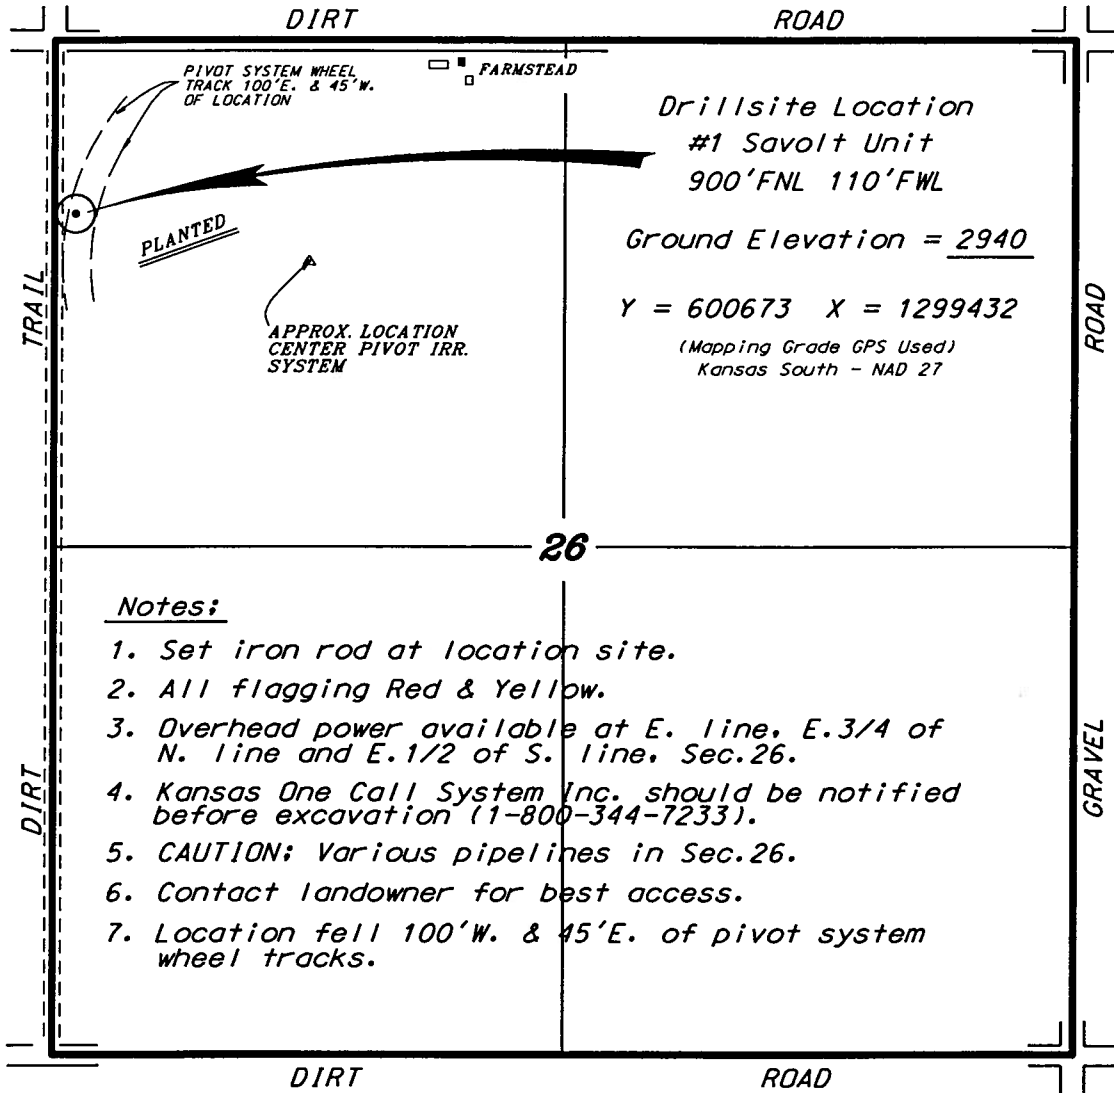 DIRT ROAD
PIVOT SYSTEM WHEEL
TRACK 100'E. & 45'W.
OF LOCATION
FARMSTEAD
Drillsite Location
#1 Savolt Unit
900'FNL 110'FWL
Ground Elevation = 2940
Y = 600673 X = 1299432
(Mapping Grade GPS Used)
Kansas South - NAD 27
PLANTED
APPROX. LOCATION
CENTER PIVOT IRR.
SYSTEM
DIRT TRAIL
GRAVEL ROAD
26
Notes:
1. Set iron rod at location site.
2. All flagging Red & Yellow.
3. Overhead power available at E. line, E.3/4 of
N. line and E.1/2 of S. line, Sec.26.
4. Kansas One Call System Inc. should be notified
before excavation (1-800-344-7233).
5. CAUTION: Various pipelines in Sec.26.
6. Contact landowner for best access.
7. Location fell 100'W. & 45'E. of pivot system
wheel tracks.
DIRT ROAD